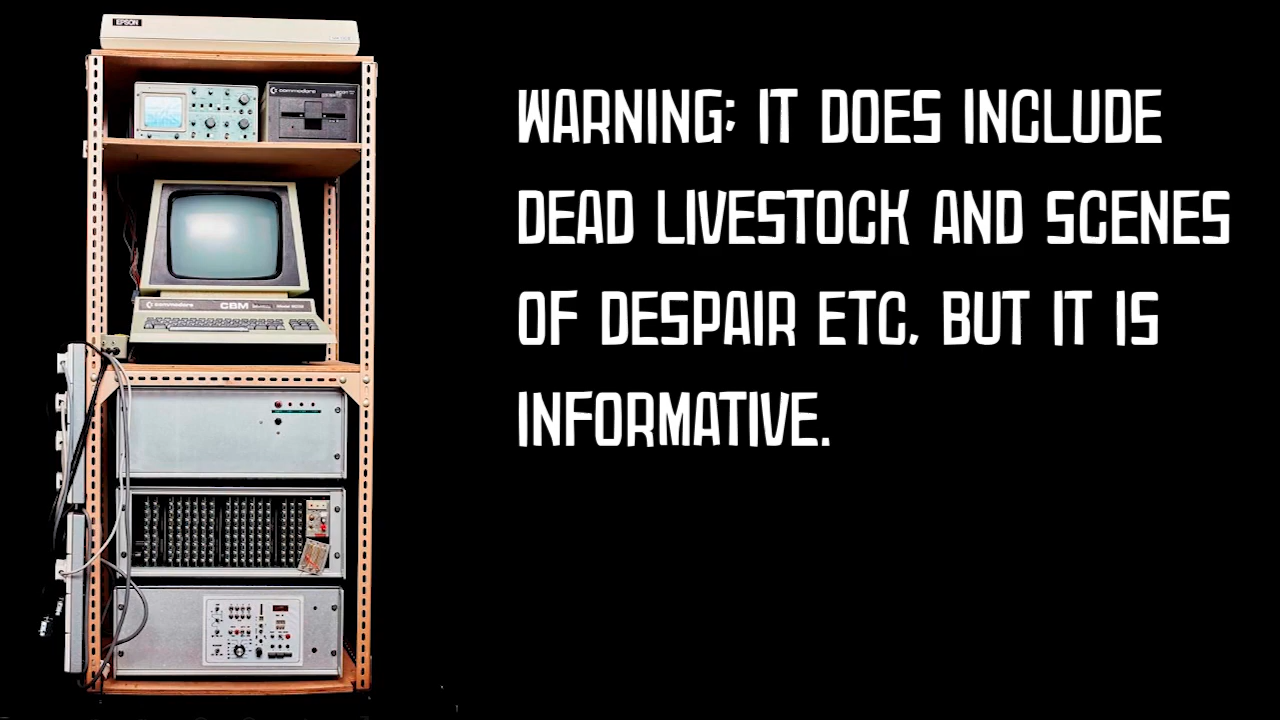 EPSON
commodore
WARNING: IT DOES INCLUDE
DEAD LIVESTOCK AND SCENES
OF DESPAIR ETC, BUT IT IS
INFORMATIVE.
commodore CBM